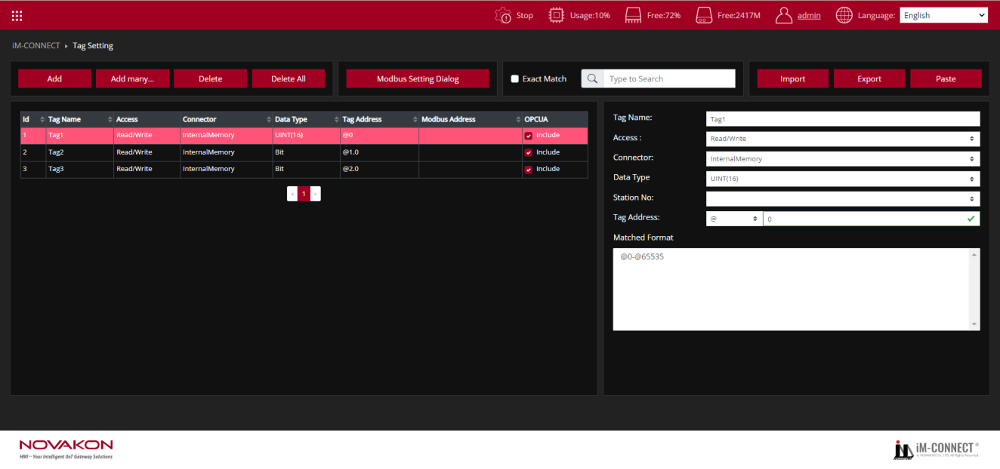 Stop Usage:10% Free:72% Free:2417M admin Language: English
iM-CONNECT ▸ Tag Setting
Add Add many... Delete Delete All Modbus Setting Dialog Exact Match Type to Search Import Export Paste
Id Tag Name Access Connector Data Type Tag Address Modbus Address OPCUA
1 Tag1 Read/Write InternalMemory UINT(16) @0 Include
2 Tag2 Read/Write InternalMemory Bit @1.0 Include
3 Tag3 Read/Write InternalMemory Bit @2.0 Include
‹ 1 ›
Tag Name: Tag1
Access : Read/Write
Connector: InternalMemory
Data Type UINT(16)
Station No:
Tag Address: @ 0
Matched Format
@0-@65535
NOVAKON
HMI－Your Intelligent IIoT Gateway Solutions
iM-CONNECT ®
© NOVAKON CO., LTD. All Rights Reserved.